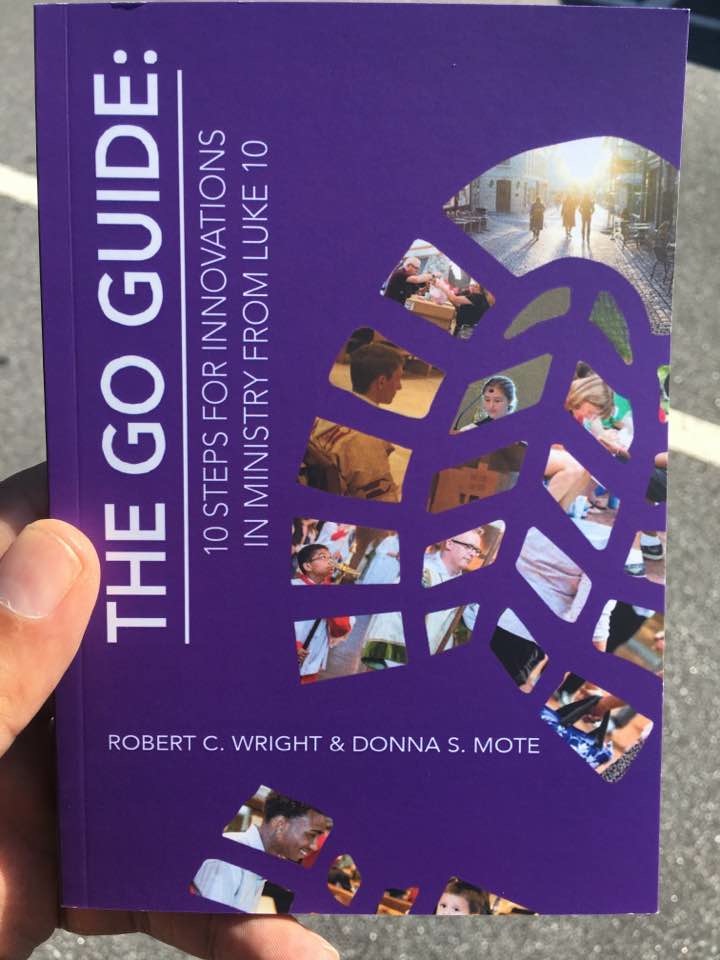 THE GO GUIDE:
10 STEPS FOR INNOVATIONS
IN MINISTRY FROM LUKE 10
ROBERT C. WRIGHT & DONNA S. MOTE